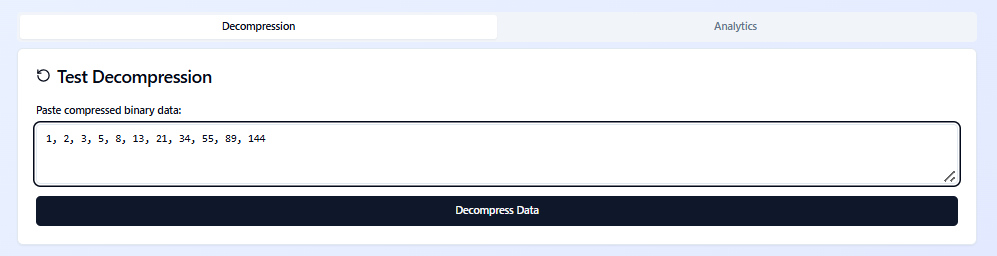 Decompression
Analytics
Test Decompression
Paste compressed binary data:
1, 2, 3, 5, 8, 13, 21, 34, 55, 89, 144
Decompress Data